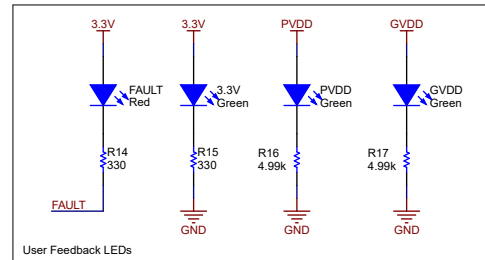 3.3V
3.3V
PVDD
GVDD
FAULT
Red
3.3V
Green
PVDD
Green
GVDD
Green
R14
330
R15
330
R16
4.99k
R17
4.99k
FAULT
GND
GND
GND
User Feedback LEDs